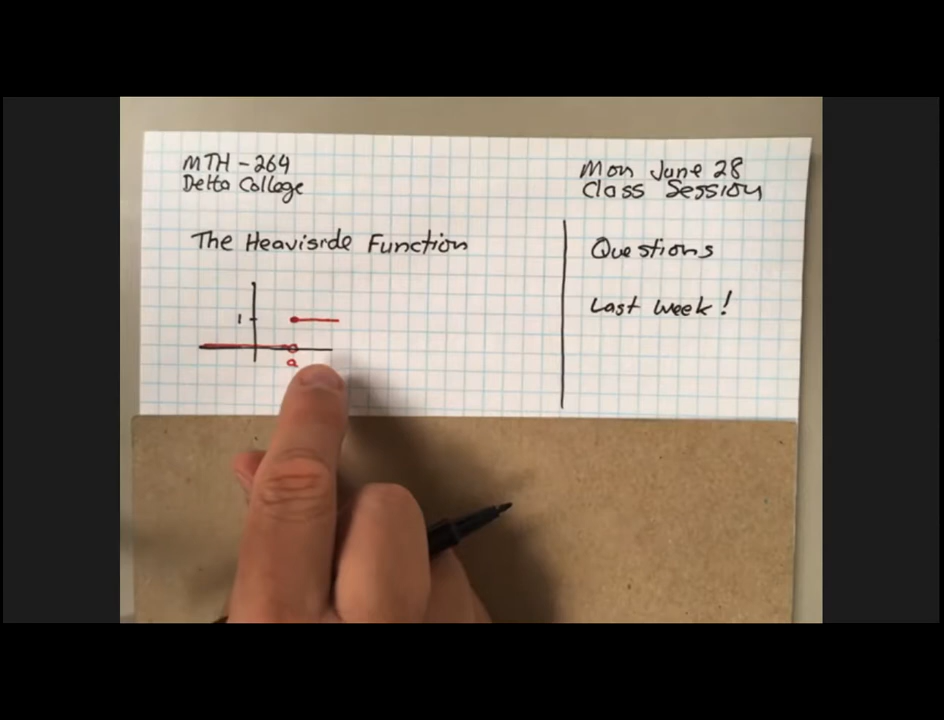 MTH - 264
Delta College
Mon June 28
Class Session
The Heaviside Function
Questions
Last week!
1
a